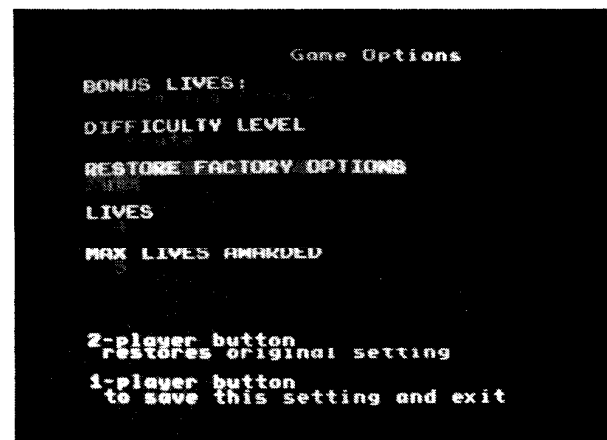 Game Options
BONUS LIVES:
DIFFICULTY LEVEL
RESTORE FACTORY OPTIONS
LIVES
MAX LIVES AWARDED
2-player button
restores original setting
1-player button
to save this setting and exit